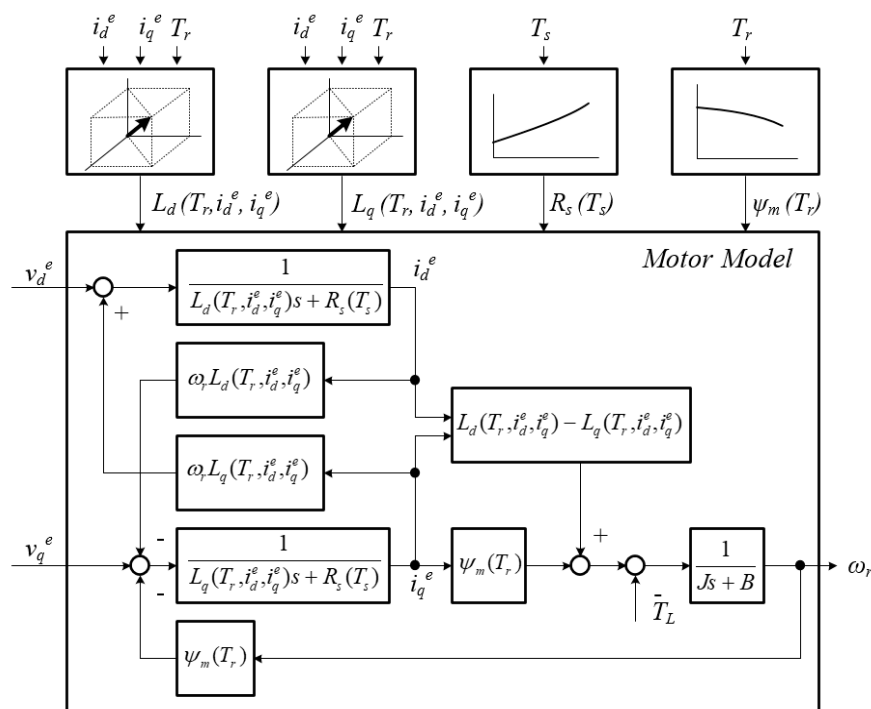 i_d^e i_q^e T_r
i_d^e i_q^e T_r
T_s
T_r
L_d (T_r, i_d^e, i_q^e)
L_q (T_r, i_d^e, i_q^e)
R_s (T_s)
ψ_m (T_r)
Motor Model
v_d^e
+
1
L_d(T_r, i_d^e, i_q^e)s + R_s(T_s)
i_d^e
ω_r L_d(T_r, i_d^e, i_q^e)
L_d(T_r, i_d^e, i_q^e) − L_q(T_r, i_d^e, i_q^e)
ω_r L_q(T_r, i_d^e, i_q^e)
v_q^e
-
-
1
L_q(T_r, i_d^e, i_q^e)s + R_s(T_s)
i_q^e
ψ_m(T_r)
+
-
T_L
1
Js + B
ω_r
ψ_m(T_r)